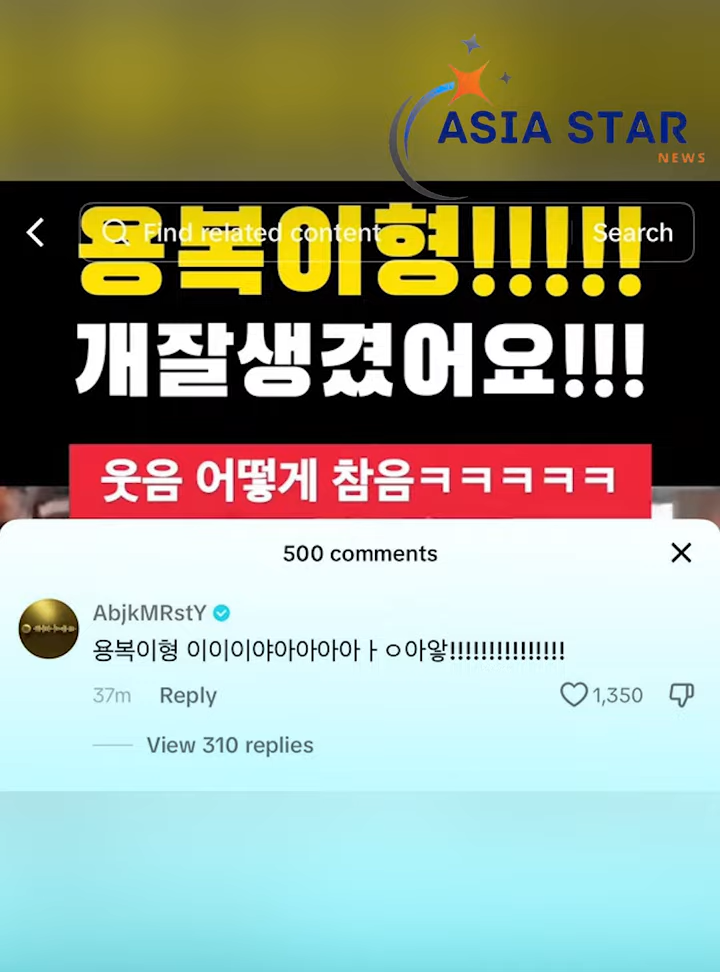 ASIA STAR
NEWS
Find related content
Search
용복이형!!!!!
개잘생겼어요!!!
웃음 어떻게 참음ㅋㅋㅋㅋㅋ
500 comments
AbjkMRstY
용복이형 이이이야아아아아ㅏㅇ아앟!!!!!!!!!!!!!!!
37m
Reply
1,350
View 310 replies